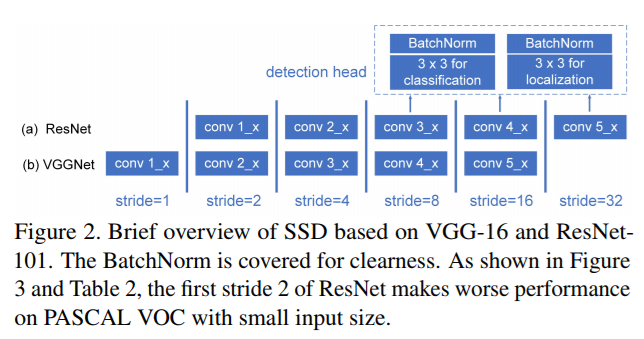 BatchNorm BatchNorm
detection head 3 x 3 for classification 3 x 3 for localization
(a) ResNet conv 1_x conv 2_x conv 3_x conv 4_x conv 5_x
(b) VGGNet conv 1_x conv 2_x conv 3_x conv 4_x conv 5_x
stride=1 stride=2 stride=4 stride=8 stride=16 stride=32
Figure 2. Brief overview of SSD based on VGG-16 and ResNet-
101. The BatchNorm is covered for clearness. As shown in Figure
3 and Table 2, the first stride 2 of ResNet makes worse performance
on PASCAL VOC with small input size.